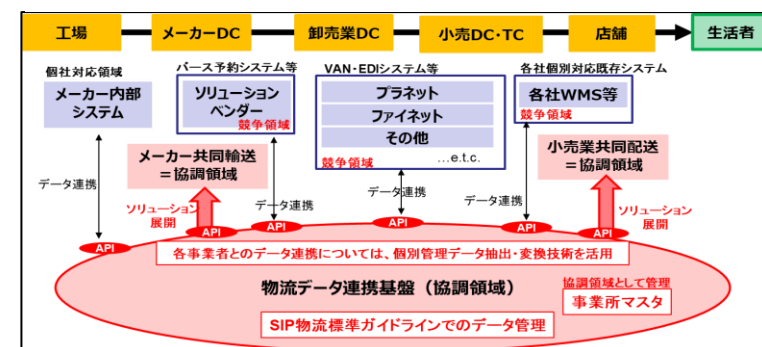 工場
メーカーDC
卸売業DC
小売DC・TC
店舗
生活者
個社対応領域
メーカー内部
システム
バース予約システム等
ソリューション
ベンダー
競争領域
VAN・EDIシステム等
プラネット
ファイネット
その他
競争領域
…e.t.c.
各社個別対応既存システム
各社WMS等
競争領域
メーカー共同輸送
＝協調領域
小売業共同配送
＝協調領域
データ連携
ソリューション
展開
データ連携
データ連携
データ連携
ソリューション
展開
API
API
API
API
API
API
各事業者とのデータ連携については、個別管理データ抽出・変換技術を活用
物流データ連携基盤（協調領域）
協調領域として管理
事業所マスタ
SIP物流標準ガイドラインでのデータ管理